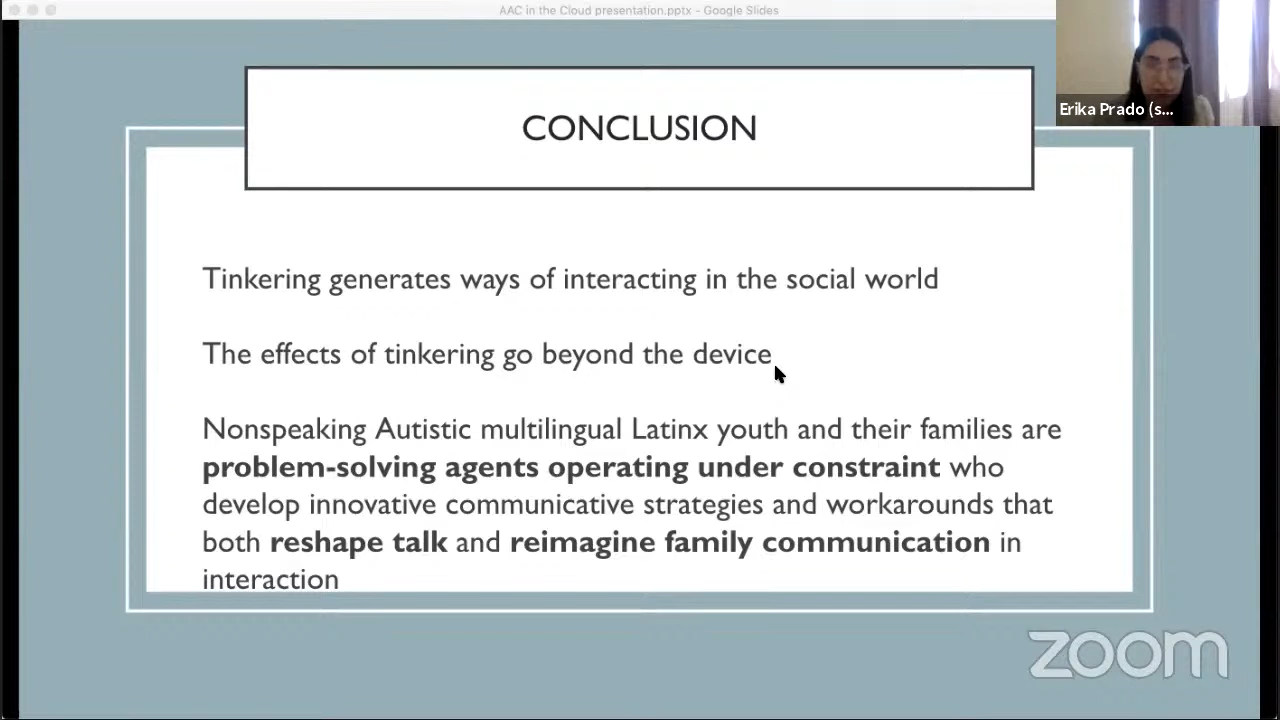 AAC in the Cloud presentation.pptx - Google Slides
Erika Prado (s...
CONCLUSION
Tinkering generates ways of interacting in the social world
The effects of tinkering go beyond the device
Nonspeaking Autistic multilingual Latinx youth and their families are
problem-solving agents operating under constraint who
develop innovative communicative strategies and workarounds that
both reshape talk and reimagine family communication in
interaction
zoom